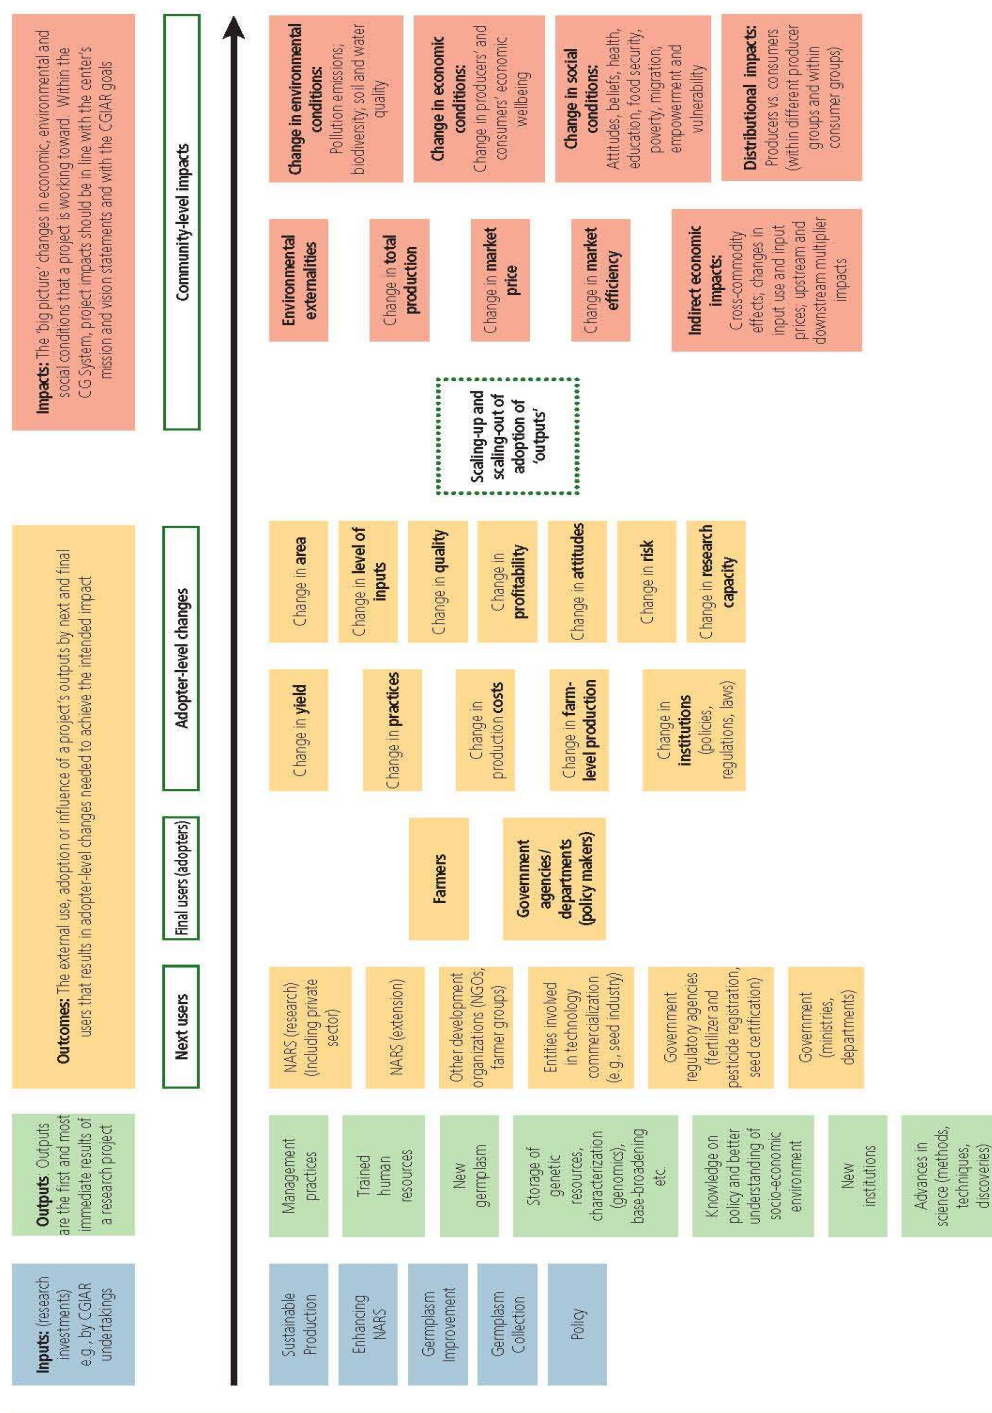 Inputs: (research
investments)
e.g., by CGIAR
undertakings
Outputs Outputs
are the first and most
immediate results of
a research project
Outcomes: The external use, adoption or influence of a project's outputs by next and final
users that results in adopter-level changes needed to achieve the intended impact
Impacts: The 'big picture' changes in economic, environmental and
social conditions that a project is working toward. Within the
CG System, project impacts should be in line with the center's
mission and vision statements and with the CGIAR goals
Next users
Final users (adopters)
Adopter-level changes
Community-level impacts
Sustainable
Production
Enhancing
NARS
Germplasm
Improvement
Germplasm
Collection
Policy
Management
practices
Trained
human
resources
New
germplasm
Storage of
genetic
resources,
characterization
(genomics),
base-broadening
etc.
Knowledge on
policy and better
understanding of
socio-economic
environment
New
institutions
Advances in
science (methods,
techniques,
discoveries)
NARS (research)
(Including private
sector)
NARS (extension)
Other development
organizations (NGOs,
farmer groups)
Entities involved
in technology
commercialization
(e.g., seed industry)
Government
regulatory agencies
(fertilizer and
pesticide registration,
seed certification)
Government
(ministries,
departments)
Farmers
Government
agencies/
departments
(policy makers)
Change in yield
Change in practices
Change in
production costs
Change in farm-
level production
Change in
institutions
(policies,
regulations, laws)
Change in area
Change in level of
inputs
Change in quality
Change in
profitability
Change in attitudes
Change in risk
Change in research
capacity
Scaling-up and
scaling-out of
adoption of
'outputs'
Environmental
externalities
Change in total
production
Change in market
price
Change in market
efficiency
Indirect economic
impacts:
Cross-commodity
effects, changes in
input use and input
prices, upstream and
downstream multiplier
impacts
Change in environmental
conditions:
Pollution emissions;
biodiversity, soil and water
quality
Change in economic
conditions:
Change in producers' and
consumers' economic
wellbeing
Change in social
conditions:
Attitudes, beliefs, health,
education, food security,
poverty, migration;
empowerment and
vulnerability
Distributional impacts:
Producers vs. consumers
(within different producer
groups and within
consumer groups)